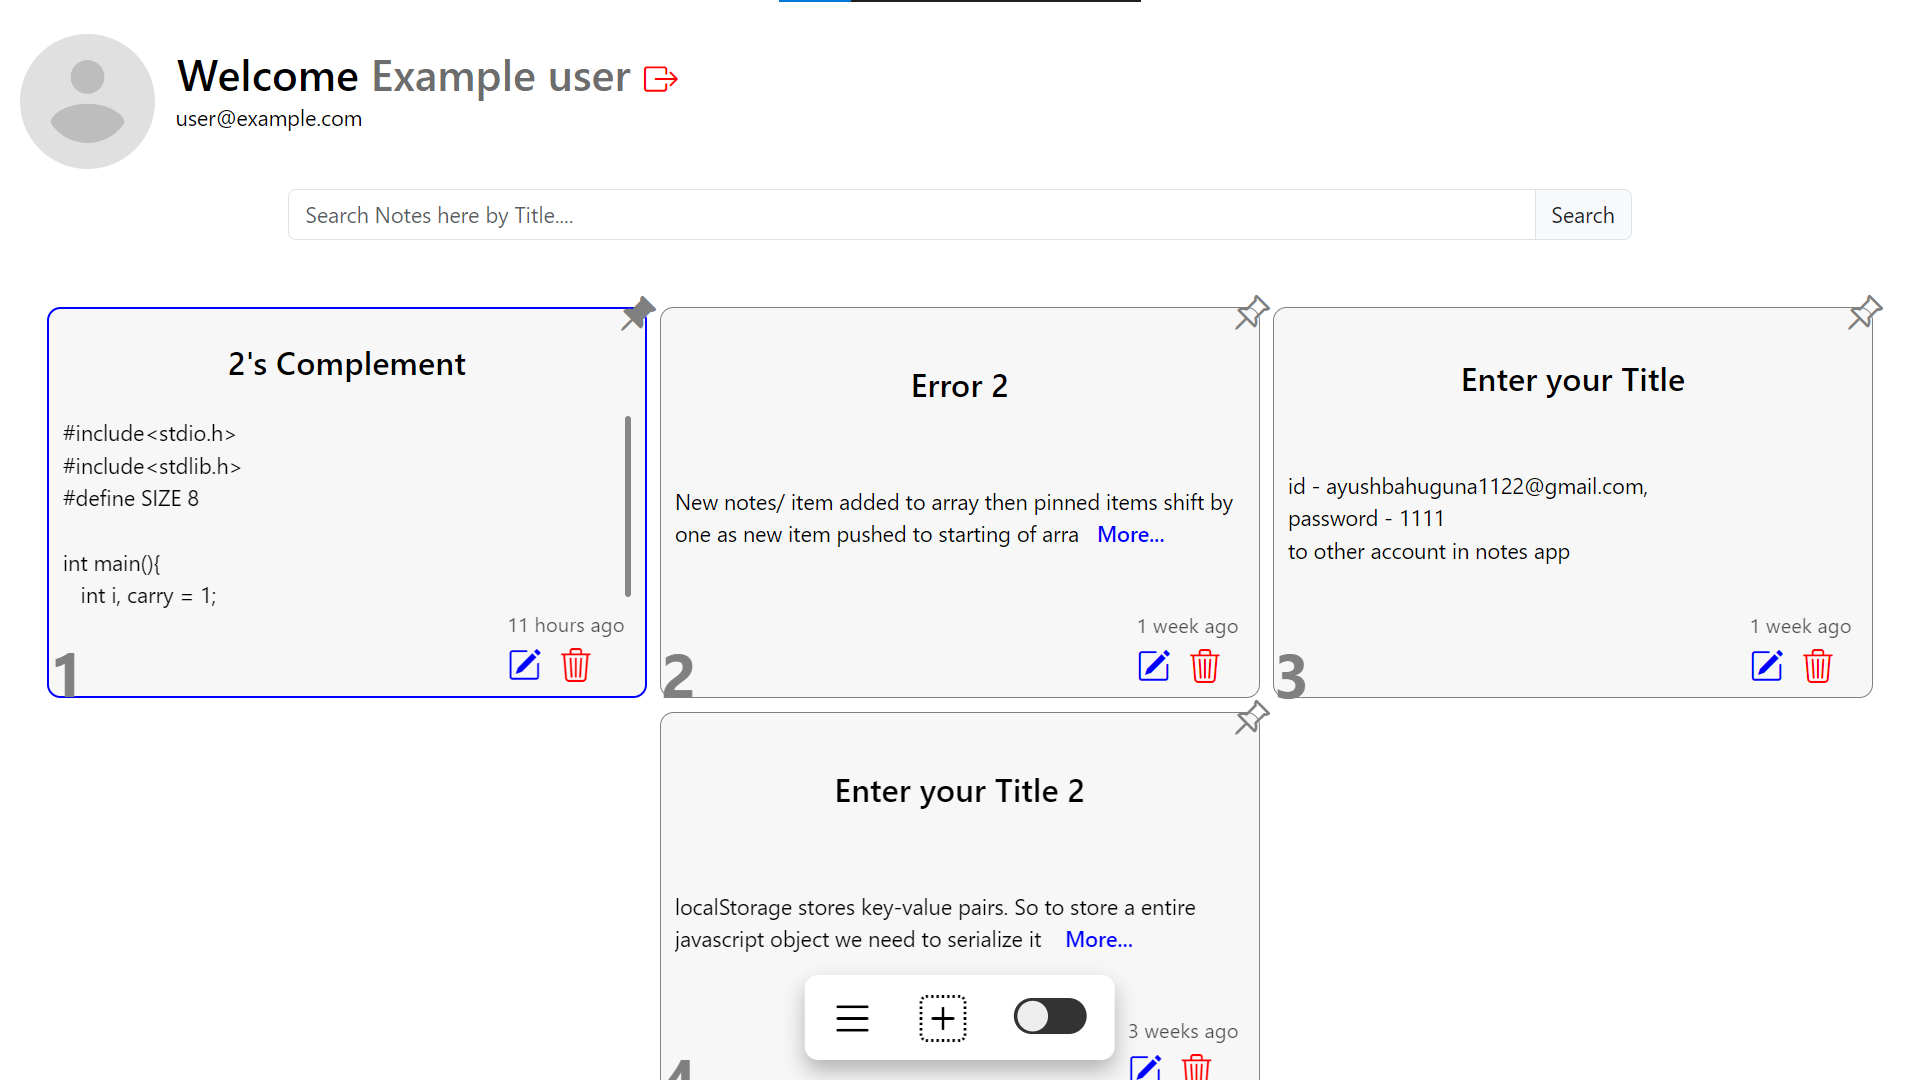 Welcome Example user
user@example.com
Search Notes here by Title....
Search
2's Complement
#include<stdio.h>
#include<stdlib.h>
#define SIZE 8
int main(){
int i, carry = 1;
11 hours ago
1
Error 2
New notes/ item added to array then pinned items shift by
one as new item pushed to starting of arra More...
1 week ago
2
Enter your Title
id - ayushbahuguna1122@gmail.com,
password - 1111
to other account in notes app
1 week ago
3
Enter your Title 2
localStorage stores key-value pairs. So to store a entire
javascript object we need to serialize it More...
3 weeks ago
4